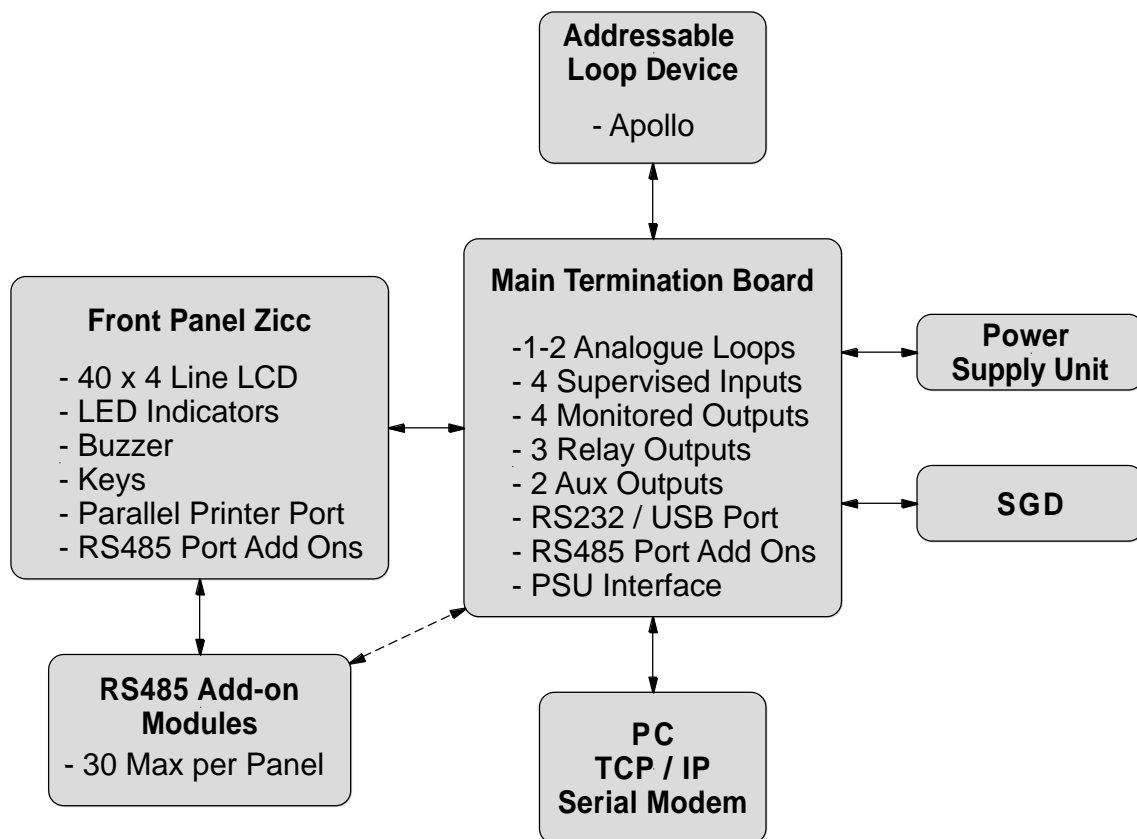 Addressable
Loop Device
- Apollo
Main Termination Board
-1-2 Analogue Loops
- 4 Supervised Inputs
- 4 Monitored Outputs
- 3 Relay Outputs
- 2 Aux Outputs
- RS232 / USB Port
- RS485 Port Add Ons
- PSU Interface
Front Panel Zicc
- 40 x 4 Line LCD
- LED Indicators
- Buzzer
- Keys
- Parallel Printer Port
- RS485 Port Add Ons
Power
Supply Unit
SGD
RS485 Add-on
Modules
- 30 Max per Panel
PC
TCP / IP
Serial Modem